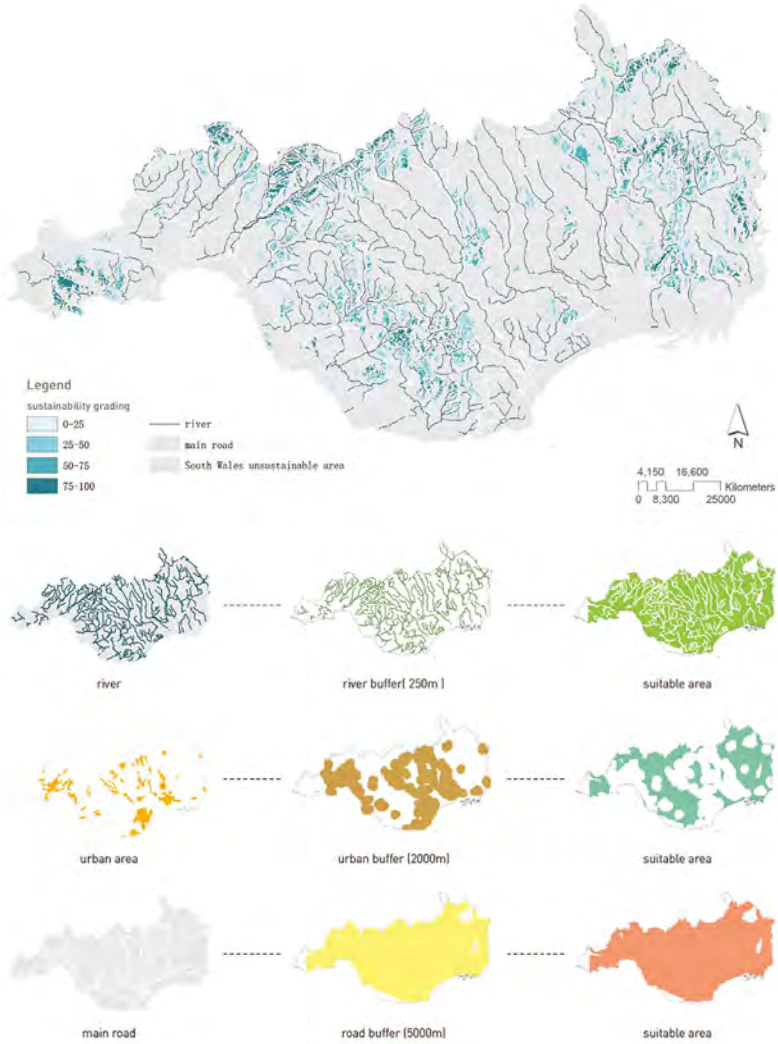 Legend
sustainability grading
0-25
25-50
50-75
75-100
river
main road
South Wales unsustainable area
N
4,150 16,600
Kilometers
0 8,300 25000
river
river buffer( 250m )
suitable area
urban area
urban buffer (2000m)
suitable area
main road
road buffer (5000m)
suitable area